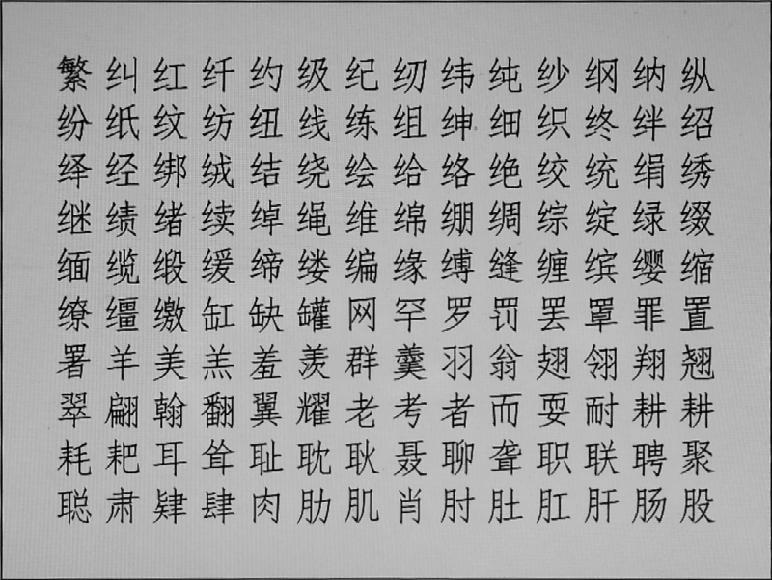 繁纠红纤约级纪纫纬纯纱纲纳纵
纷纸纹纺纽线练组绅细织终绊绍
绎经绑绒结绕绘给络绝绞统绢绣
继绩绪续绰绳维绵绷绸综绽绿缀
缅缆缎缓缔缕编缘缚缝缠缤缨缩
缭缰缴缸缺罐网罕罗罚罢罩罪置
署羊美羔羞羡群羹羽翁翅翎翔翘
翠翩翰翻翼耀老考者而耍耐耕耕
耗耙耳耸耻耽耿聂聊聋职联聘聚
聪肃肄肆肉肋肌肖肘肚肛肝肠股